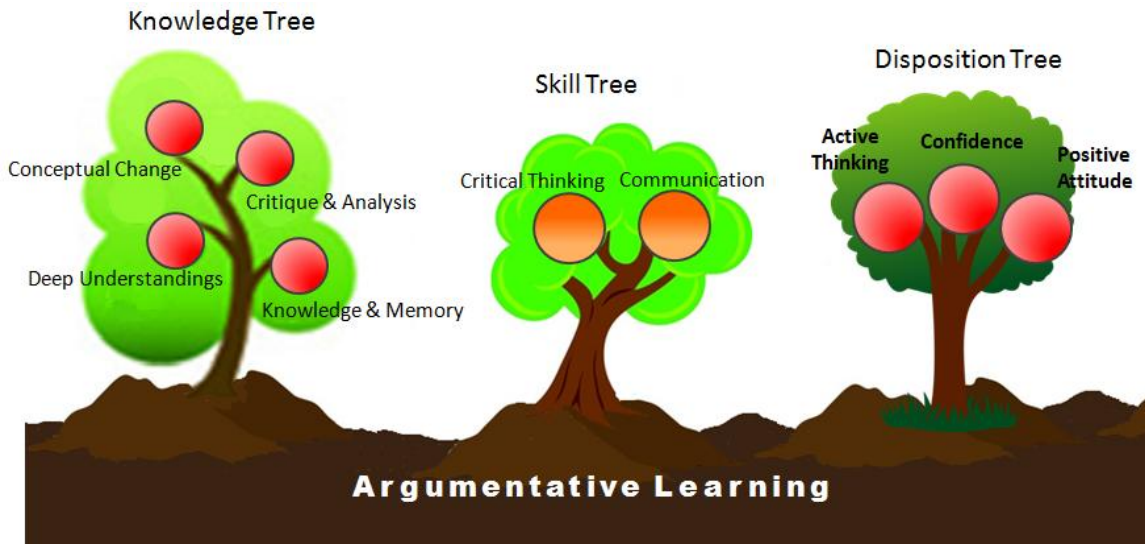 Knowledge Tree
Conceptual Change
Critique & Analysis
Deep Understandings
Knowledge & Memory
Skill Tree
Critical Thinking
Communication
Disposition Tree
Active
Thinking
Confidence
Positive
Attitude
Argumentative Learning